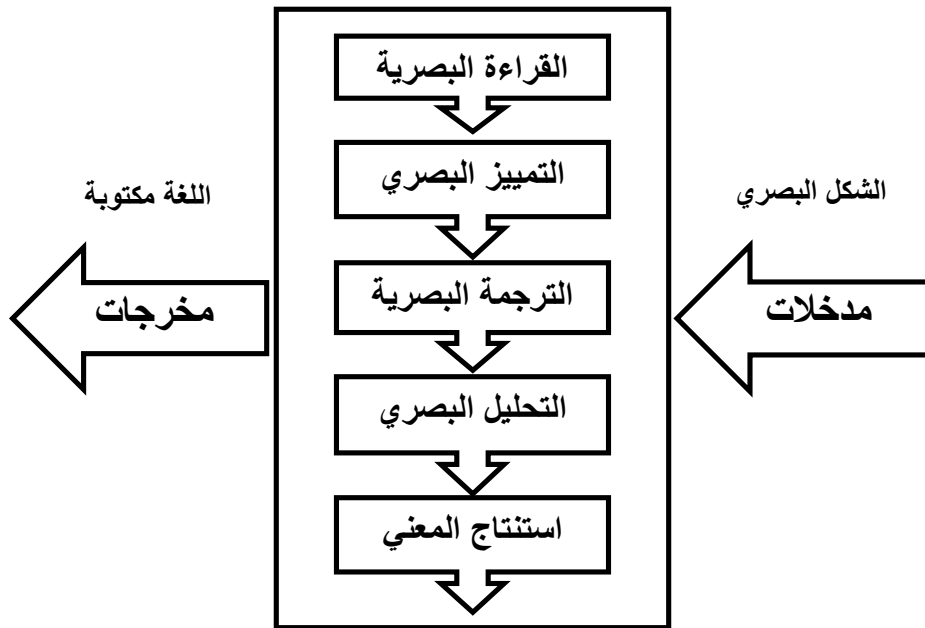 القراءة البصرية
التمييز البصري
الشكل البصري
اللغة مكتوبة
الترجمة البصرية
مدخلات
مخرجات
التحليل البصري
استنتاج المعني